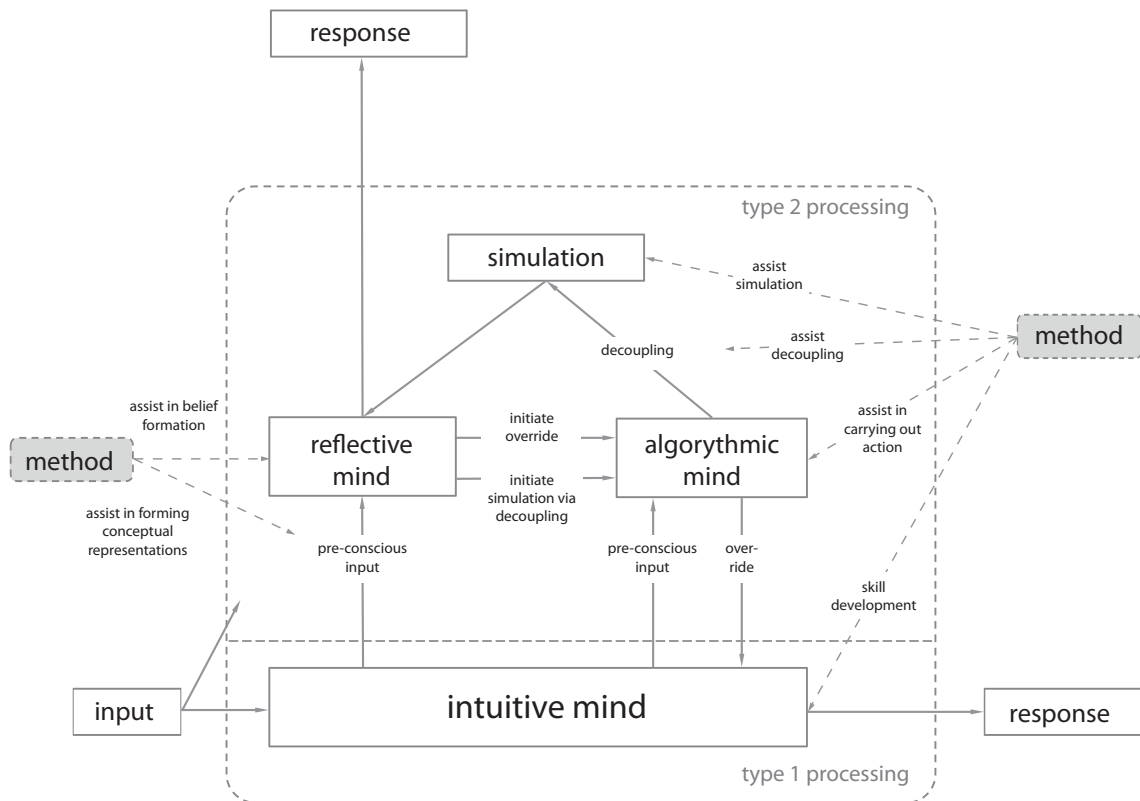 response
type 2 processing
simulation
assist
simulation
method
decoupling
assist
decoupling
assist in belief
formation
method
reflective
mind
initiate
override
initiate
simulation via
decoupling
algorythmic
mind
assist in
carrying out
action
assist in forming
conceptual
representations
pre-conscious
input
pre-conscious
input
over-
ride
skill
development
input
intuitive mind
response
type 1 processing